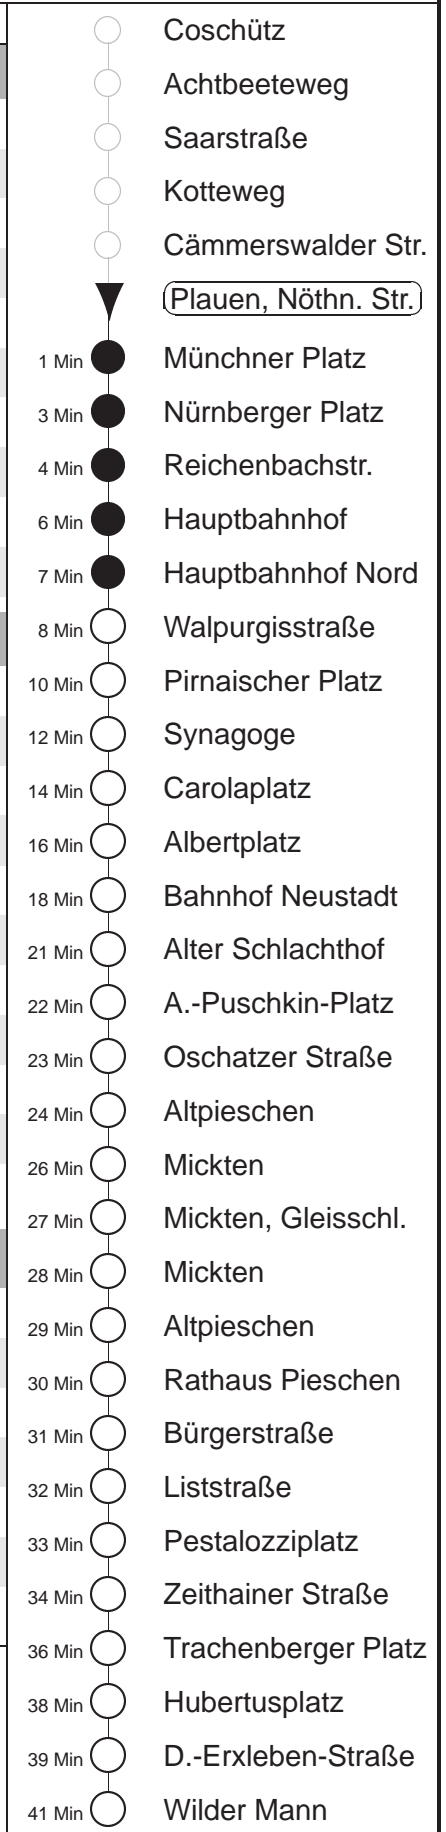 Coschütz
Achtbeeteweg
Saarstraße
Kotteweg
Cämmerswalder Str.
Plauen, Nöthn. Str.
1 Min Münchner Platz
3 Min Nürnberger Platz
4 Min Reichenbachstr.
6 Min Hauptbahnhof
7 Min Hauptbahnhof Nord
8 Min Walpurgisstraße
10 Min Pirnaischer Platz
12 Min Synagoge
14 Min Carolaplatz
16 Min Albertplatz
18 Min Bahnhof Neustadt
21 Min Alter Schlachthof
22 Min A.-Puschkin-Platz
23 Min Oschatzer Straße
24 Min Altpieschen
26 Min Mickten
27 Min Mickten, Gleisschl.
28 Min Mickten
29 Min Altpieschen
30 Min Rathaus Pieschen
31 Min Bürgerstraße
32 Min Liststraße
33 Min Pestalozziplatz
34 Min Zeithainer Straße
36 Min Trachenberger Platz
38 Min Hubertusplatz
39 Min D.-Erxleben-Straße
41 Min Wilder Mann